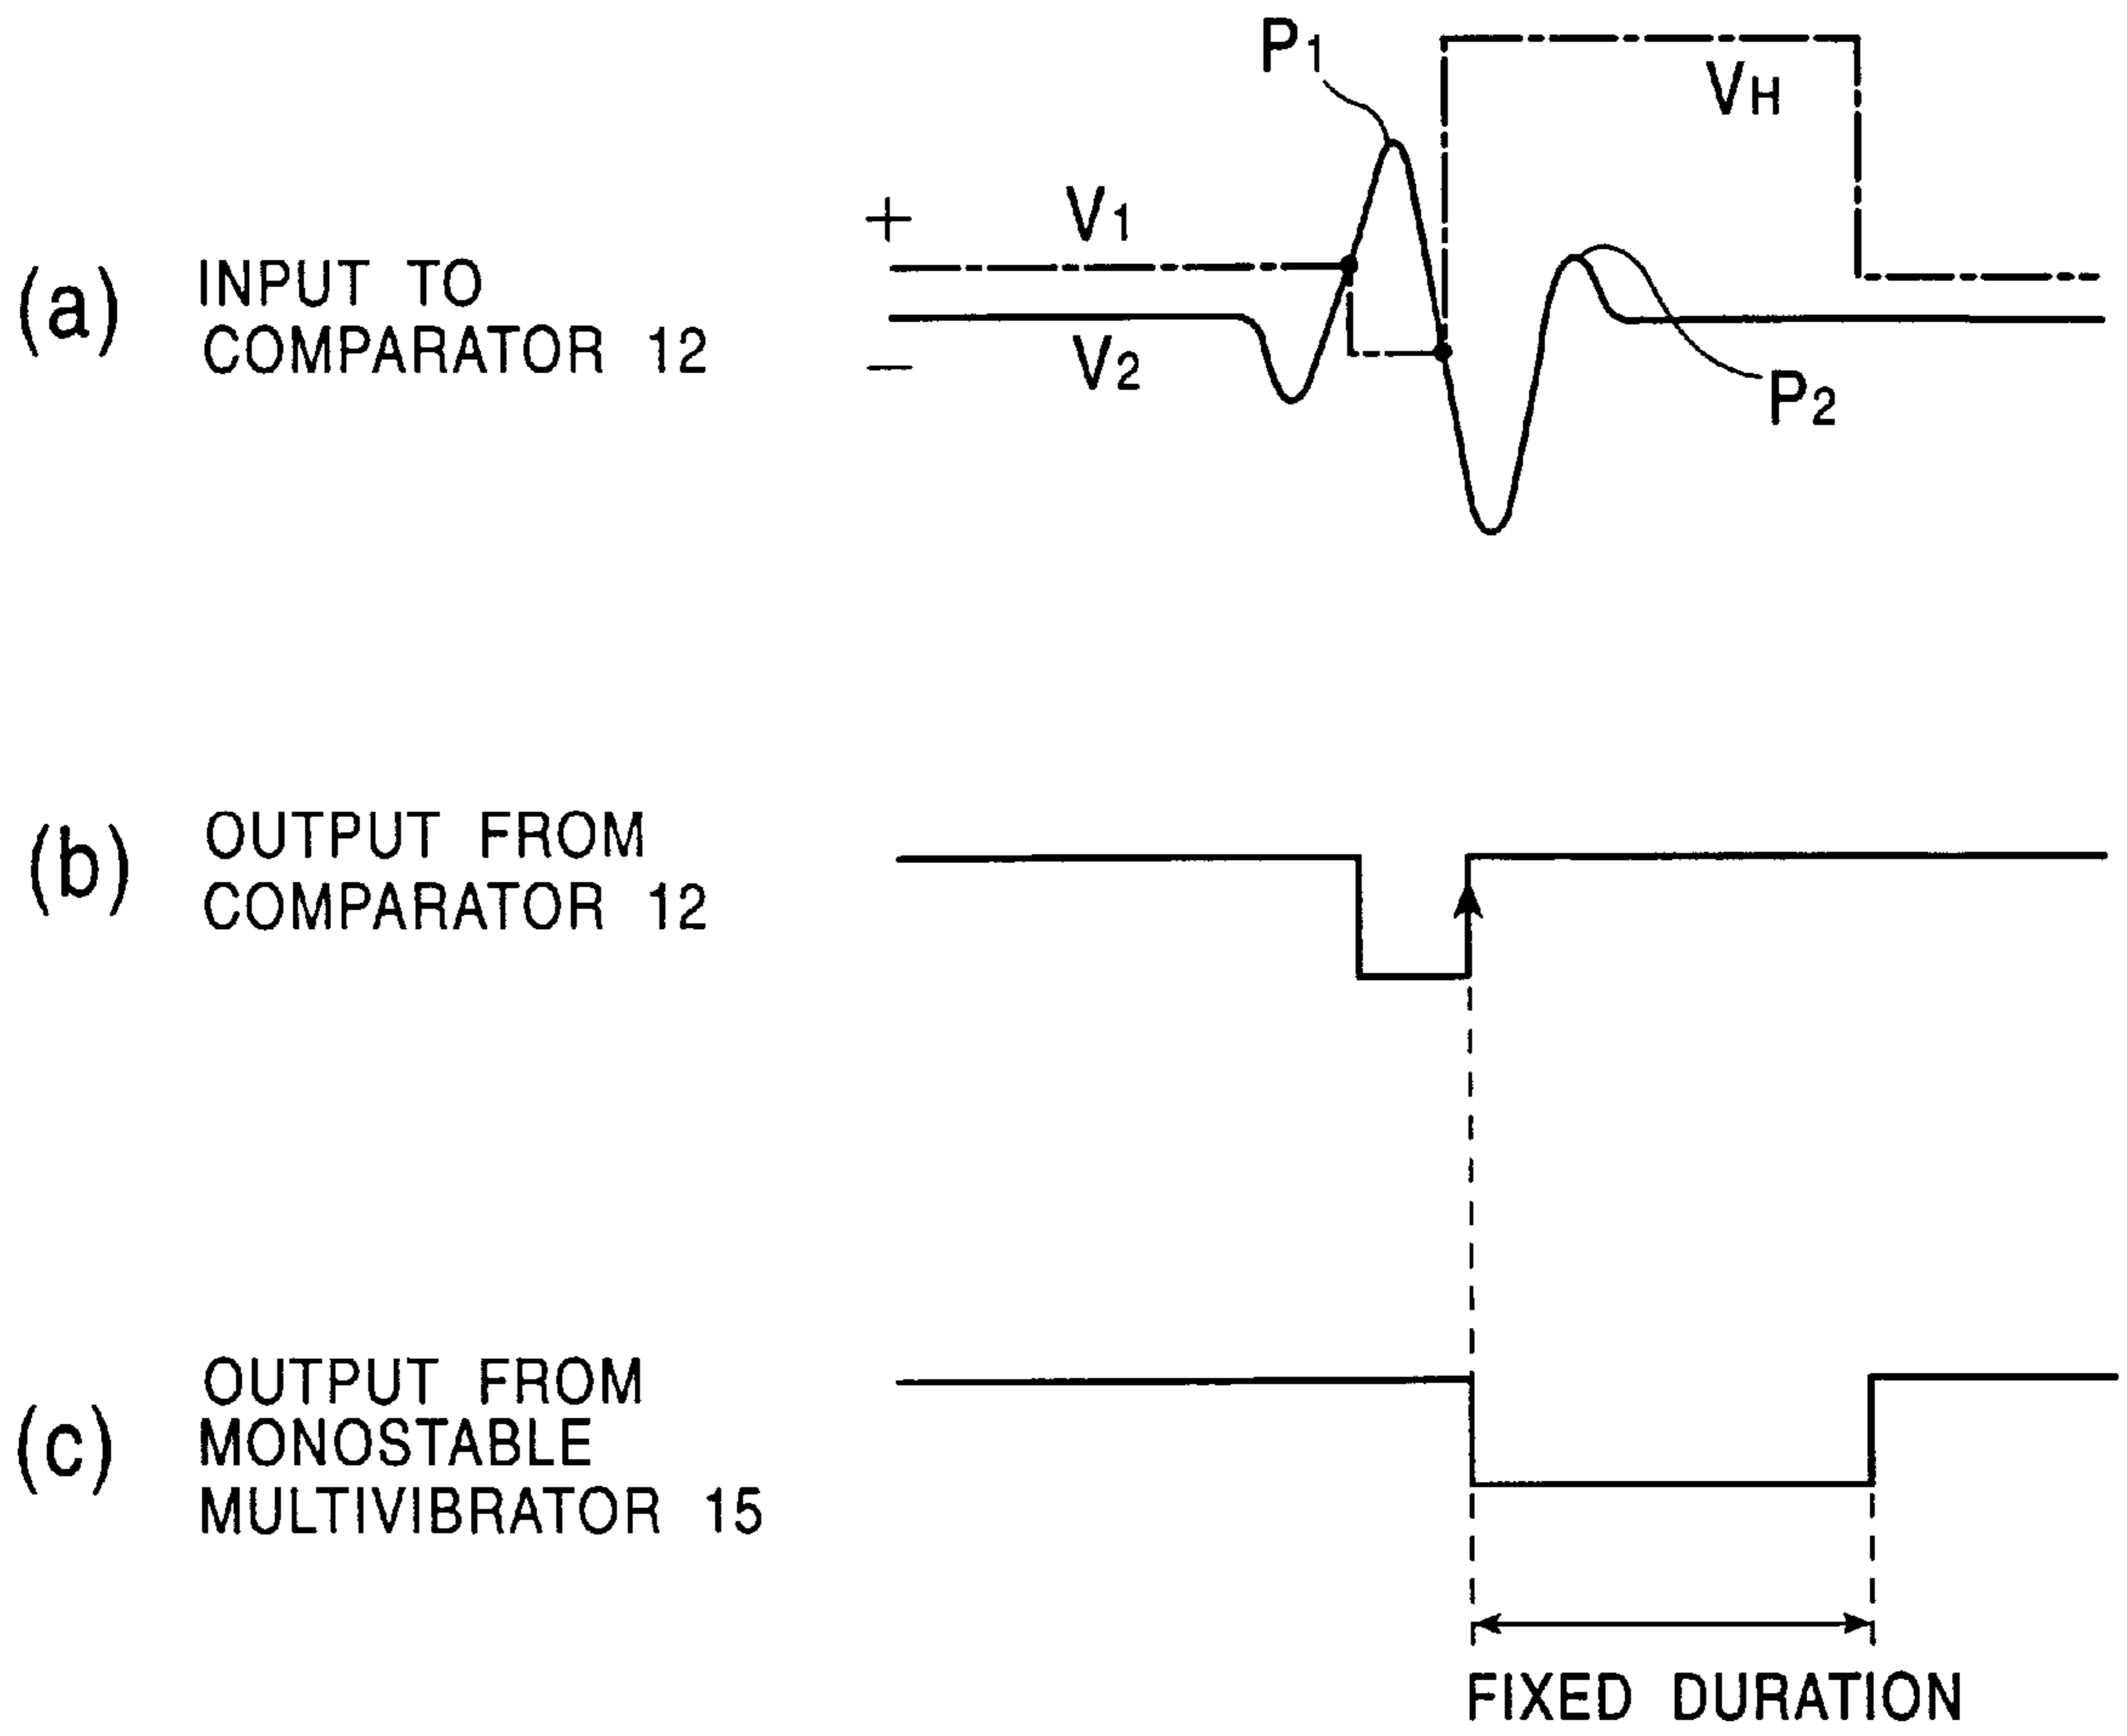 P1
VH
+ V1
(a) INPUT TO
COMPARATOR 12
− V2
P2
(b) OUTPUT FROM
COMPARATOR 12
(c) OUTPUT FROM
MONOSTABLE
MULTIVIBRATOR 15
FIXED DURATION